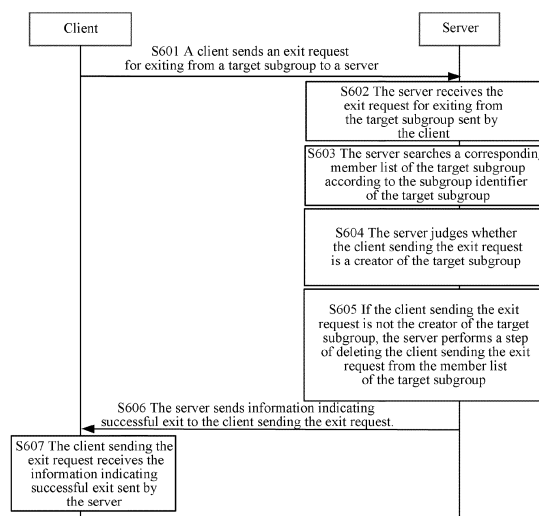 Client
Server
S601 A client sends an exit request
for exiting from a target subgroup to a server
S602 The server receives the
exit request for exiting from
the target subgroup sent by
the client
S603 The server searches a corresponding
member list of the target subgroup
according to the subgroup identifier
of the target subgroup
S604 The server judges whether
the client sending the exit request
is a creator of the target subgroup
S605 If the client sending the exit
request is not the creator of the target
subgroup, the server performs a step
of deleting the client sending the exit
request from the member list
of the target subgroup
S606 The server sends information indicating
successful exit to the client sending the exit request.
S607 The client sending the
exit request receives the
information indicating
successful exit sent by
the server